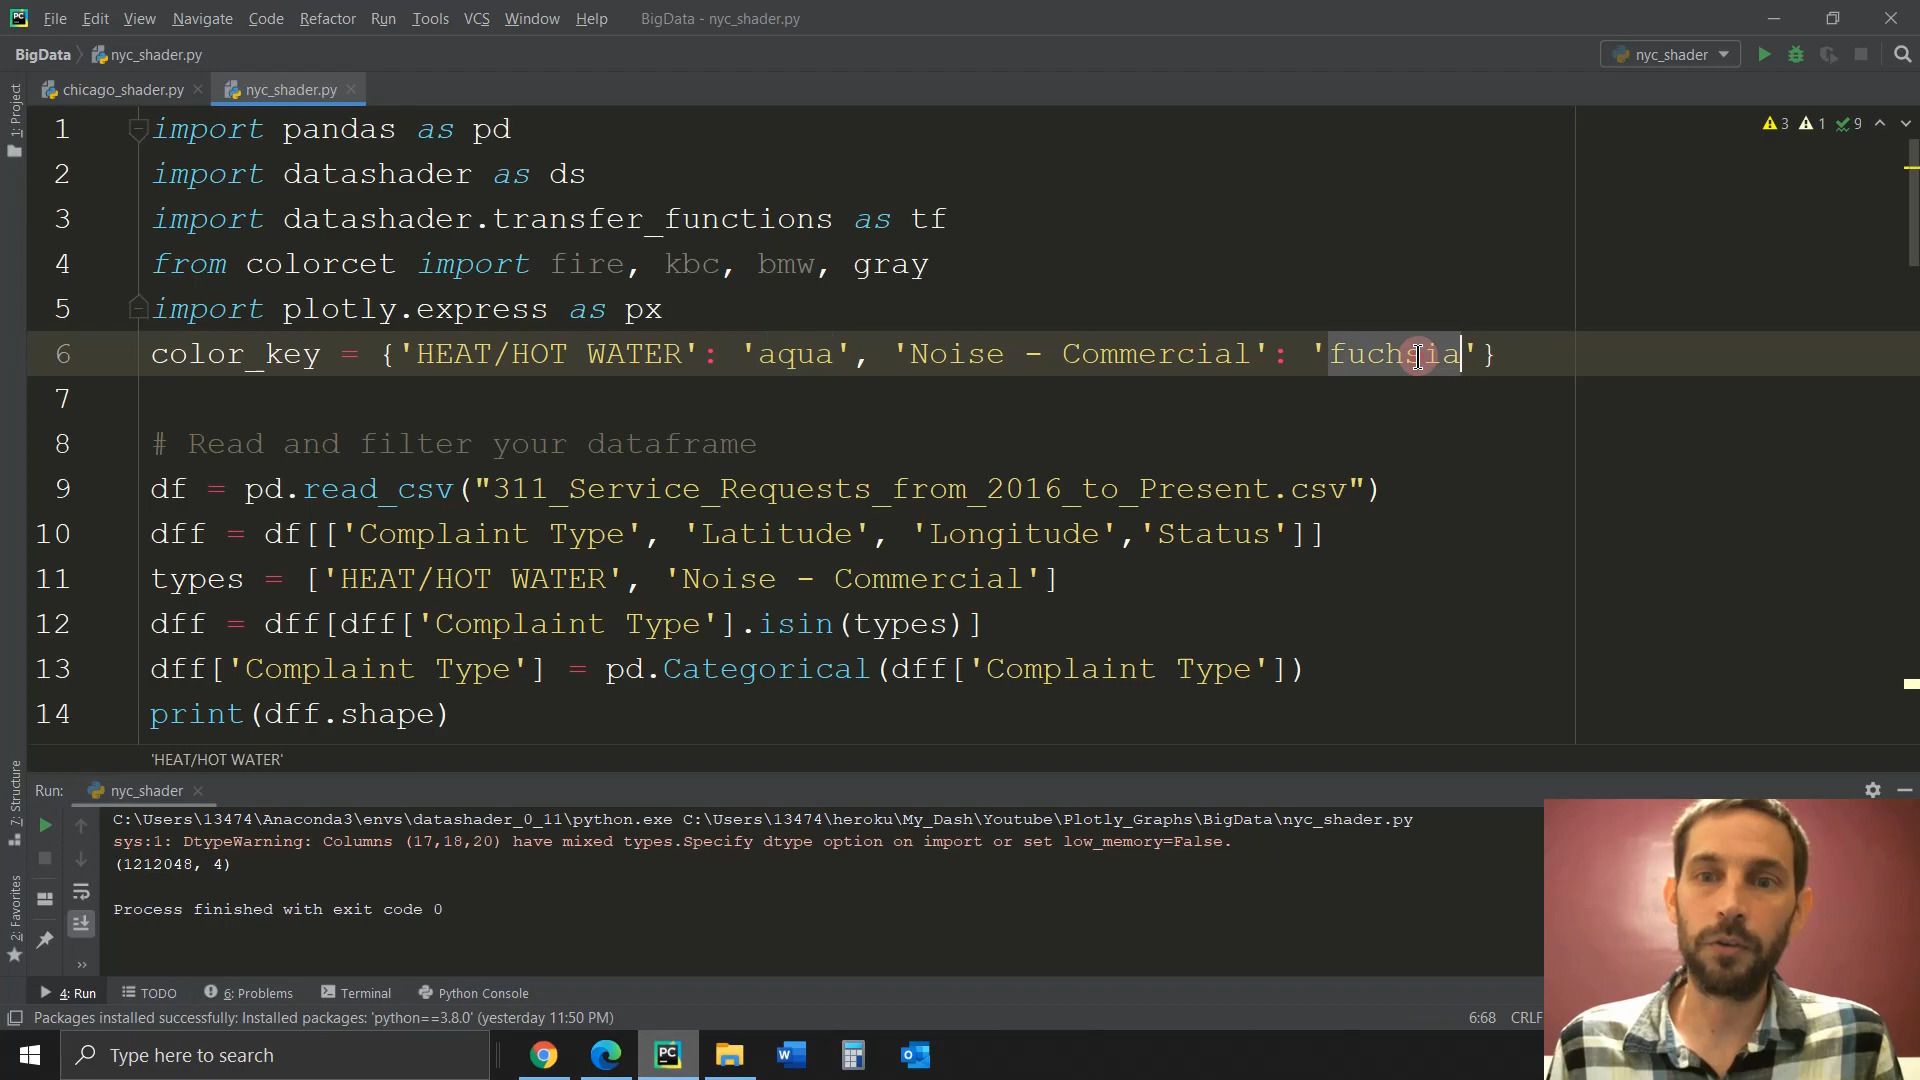 File Edit View Navigate Code Refactor Run Tools VCS Window Help BigData - nyc_shader.py
BigData nyc_shader.py nyc_shader
chicago_shader.py nyc_shader.py
1: Project
3 1 9
1 import pandas as pd
2 import datashader as ds
3 import datashader.transfer_functions as tf
4 from colorcet import fire, kbc, bmw, gray
5 import plotly.express as px
6 color_key = {'HEAT/HOT WATER': 'aqua', 'Noise - Commercial': 'fuchsia'}
7
8 # Read and filter your dataframe
9 df = pd.read_csv("311_Service_Requests_from_2016_to_Present.csv")
10 dff = df[['Complaint Type', 'Latitude', 'Longitude','Status']]
11 types = ['HEAT/HOT WATER', 'Noise - Commercial']
12 dff = dff[dff['Complaint Type'].isin(types)]
13 dff['Complaint Type'] = pd.Categorical(dff['Complaint Type'])
14 print(dff.shape)
'HEAT/HOT WATER'
7: Structure
2: Favorites
Run: nyc_shader
C:\Users\13474\Anaconda3\envs\datashader_0_11\python.exe C:\Users\13474\heroku\My_Dash\Youtube\Plotly_Graphs\BigData\nyc_shader.py
sys:1: DtypeWarning: Columns (17,18,20) have mixed types.Specify dtype option on import or set low_memory=False.
(1212048, 4)
Process finished with exit code 0
4: Run TODO 6: Problems Terminal Python Console
Packages installed successfully: Installed packages: 'python==3.8.0' (yesterday 11:50 PM) 6:68 CRLF
Type here to search